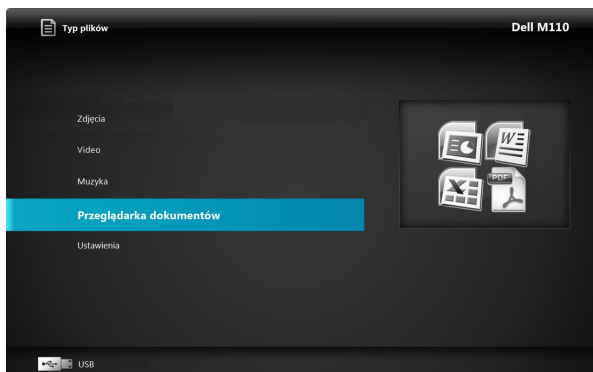 Typ plików
Dell M110
Zdjęcia
Video
Muzyka
Przeglądarka dokumentów
Ustawienia
W
X
PDF
USB